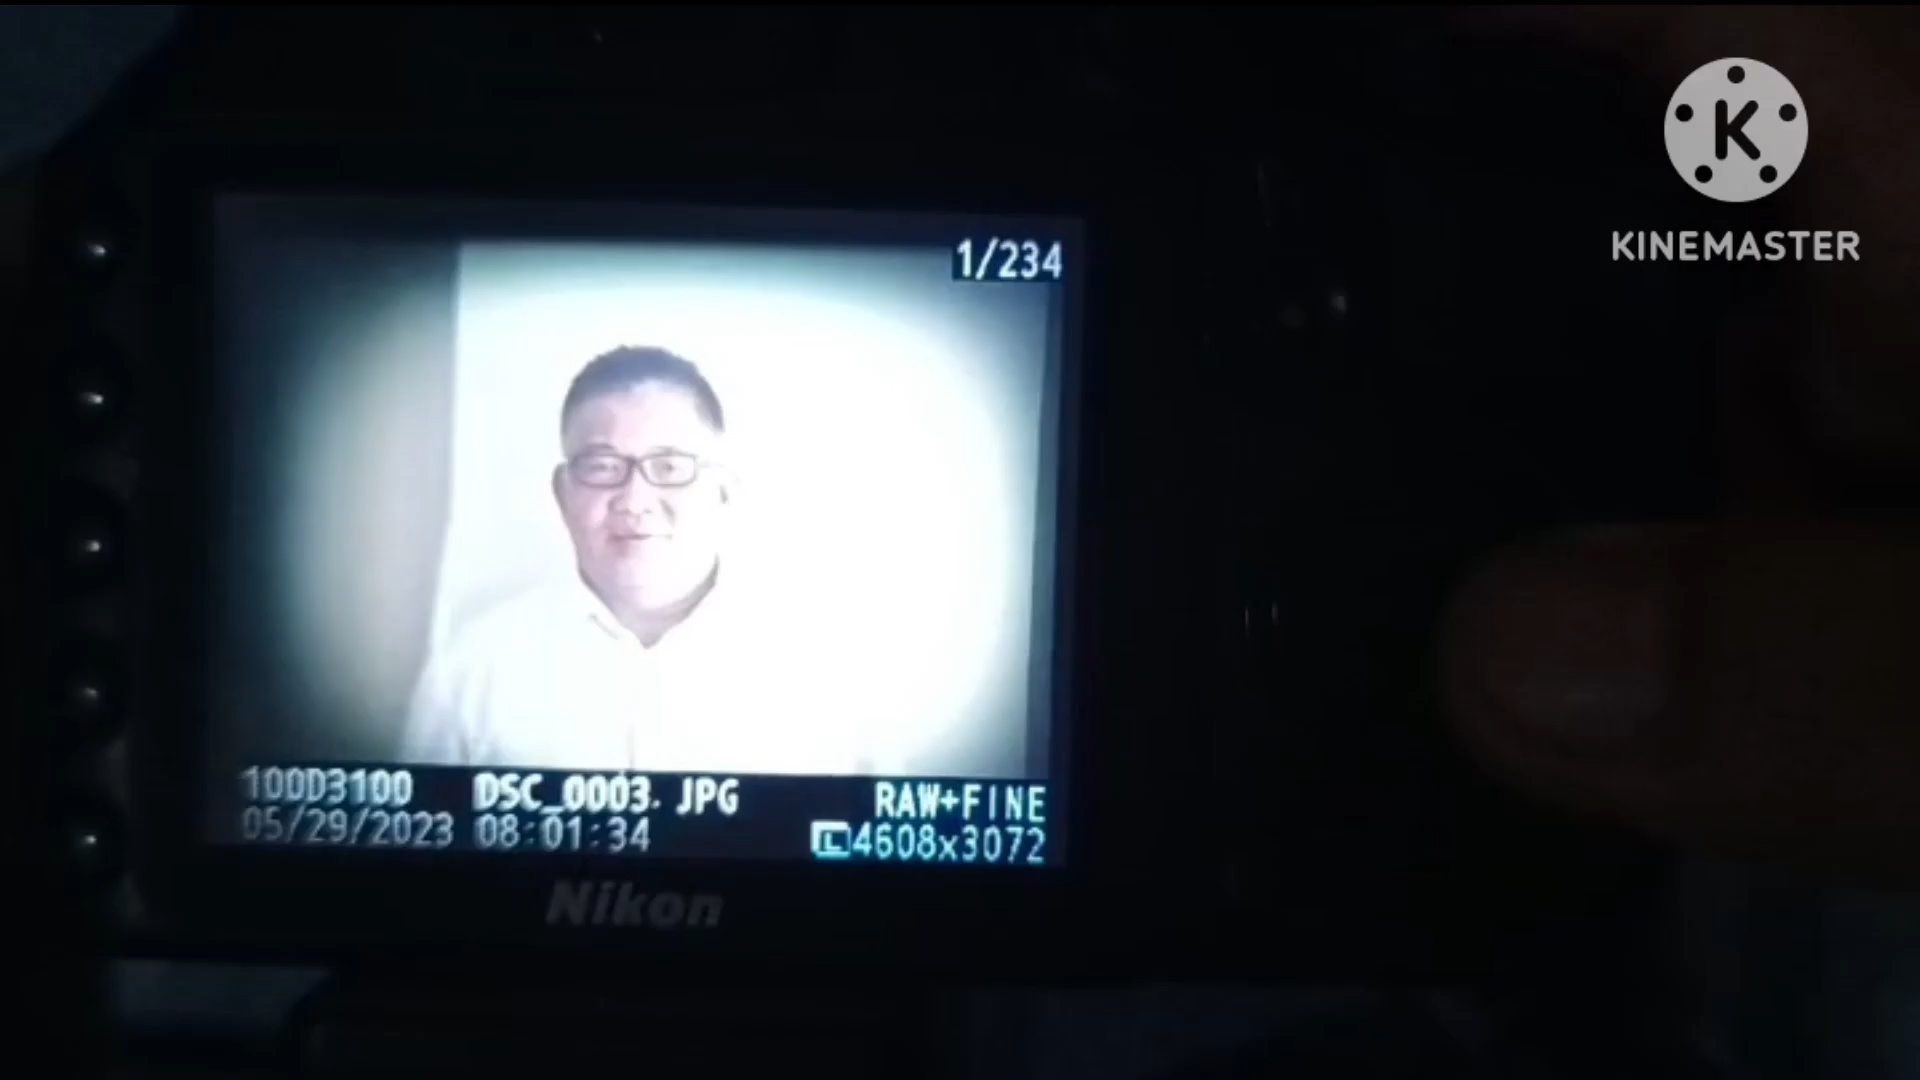 KINEMASTER
1/234
100D3100 DSC_0003. JPG RAW+FINE
05/29/2023 08:01:34 L 4608x3072
Nikon